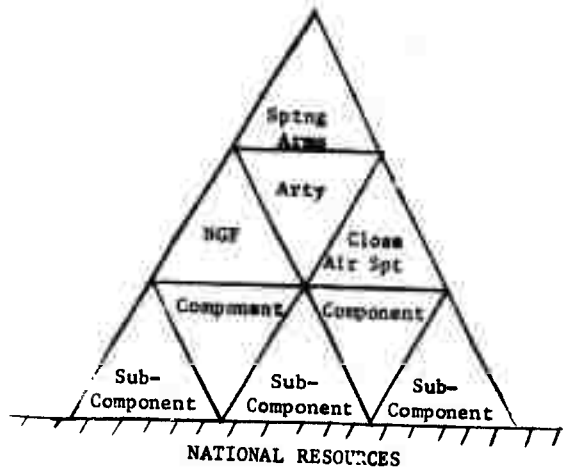 Sptng
Arms
Arty
NGF
Close
Air Spt
Component
Component
Sub-
Component
Sub-
Component
Sub-
Component
NATIONAL RESOURCES